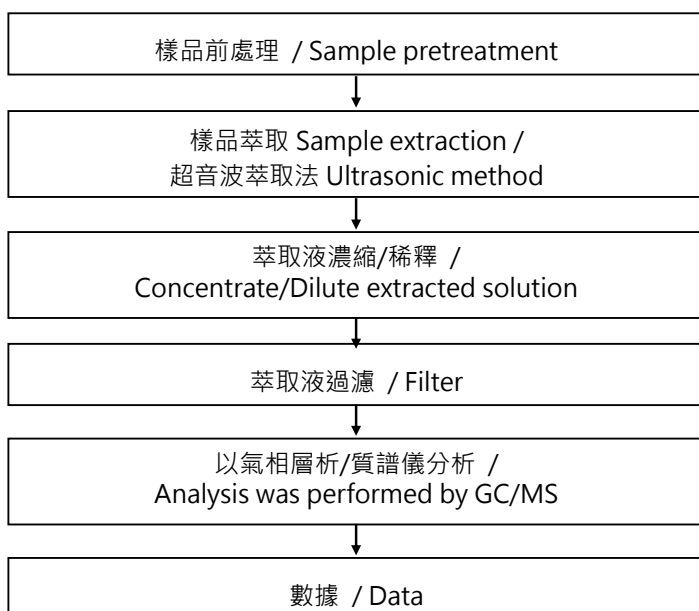 樣品前處理 / Sample pretreatment
樣品萃取 Sample extraction /
超音波萃取法 Ultrasonic method
萃取液濃縮/稀釋 /
Concentrate/Dilute extracted solution
萃取液過濾 / Filter
以氣相層析/質譜儀分析 /
Analysis was performed by GC/MS
數據 / Data